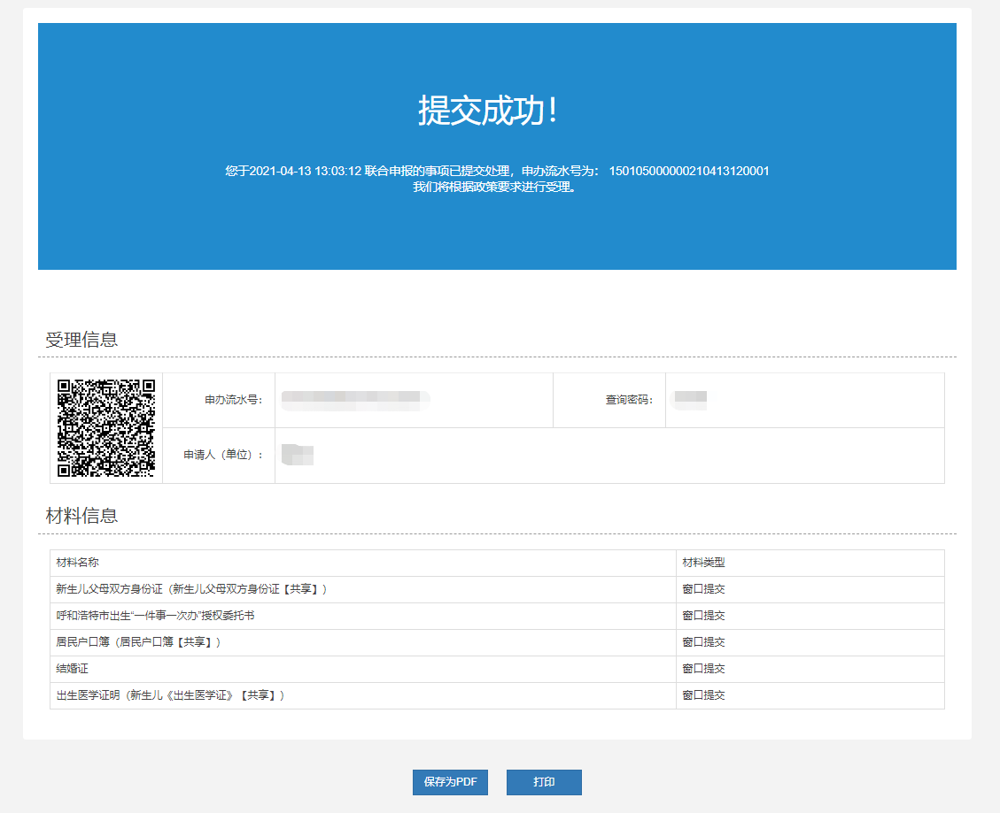 提交成功！
您于2021-04-13 13:03:12 联合申报的事项已提交处理，申办流水号为： 150105000000210413120001
我们将根据政策要求进行受理。
受理信息
申办流水号：
查询密码：
申请人（单位）：
材料信息
材料名称 材料类型
新生儿父母双方身份证（新生儿父母双方身份证【共享】） 窗口提交
呼和浩特市出生“一件事一次办”授权委托书 窗口提交
居民户口簿（居民户口簿【共享】） 窗口提交
结婚证 窗口提交
出生医学证明（新生儿《出生医学证》【共享】） 窗口提交
保存为PDF 打印